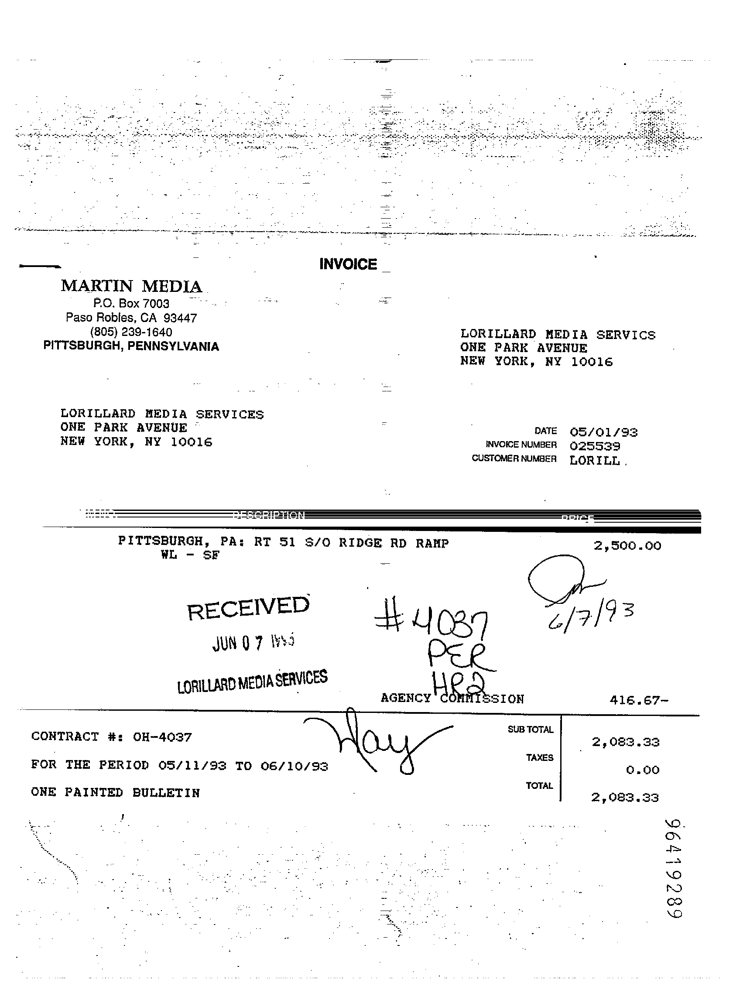 INVOICE
MARTIN MEDIA
P.O. Box 7003
Paso Robles, CA 93447
(805) 239-1640
PITTSBURGH, PENNSYLVANIA
LORILLARD MEDIA SERVICS
ONE PARK AVENUE
NEW YORK, NY 10016
LORILLARD MEDIA SERVICES
ONE PARK AVENUE
NEW YORK, NY 10016
DATE 05/01/93
INVOICE NUMBER 025539
CUSTOMER NUMBER LORILL
DESCRIPTION PRICE
PITTSBURGH, PA: RT 51 S/O RIDGE RD RAMP 2,500.00
WL - SF
6/7/93
RECEIVED
JUN 07
LORILLARD MEDIA SERVICES
#4037
PER
HR2
AGENCY COMMISSION 416.67-
CONTRACT #: OH-4037
FOR THE PERIOD 05/11/93 TO 06/10/93
ONE PAINTED BULLETIN
May
SUB TOTAL 2,083.33
TAXES 0.00
TOTAL 2,083.33
96419289